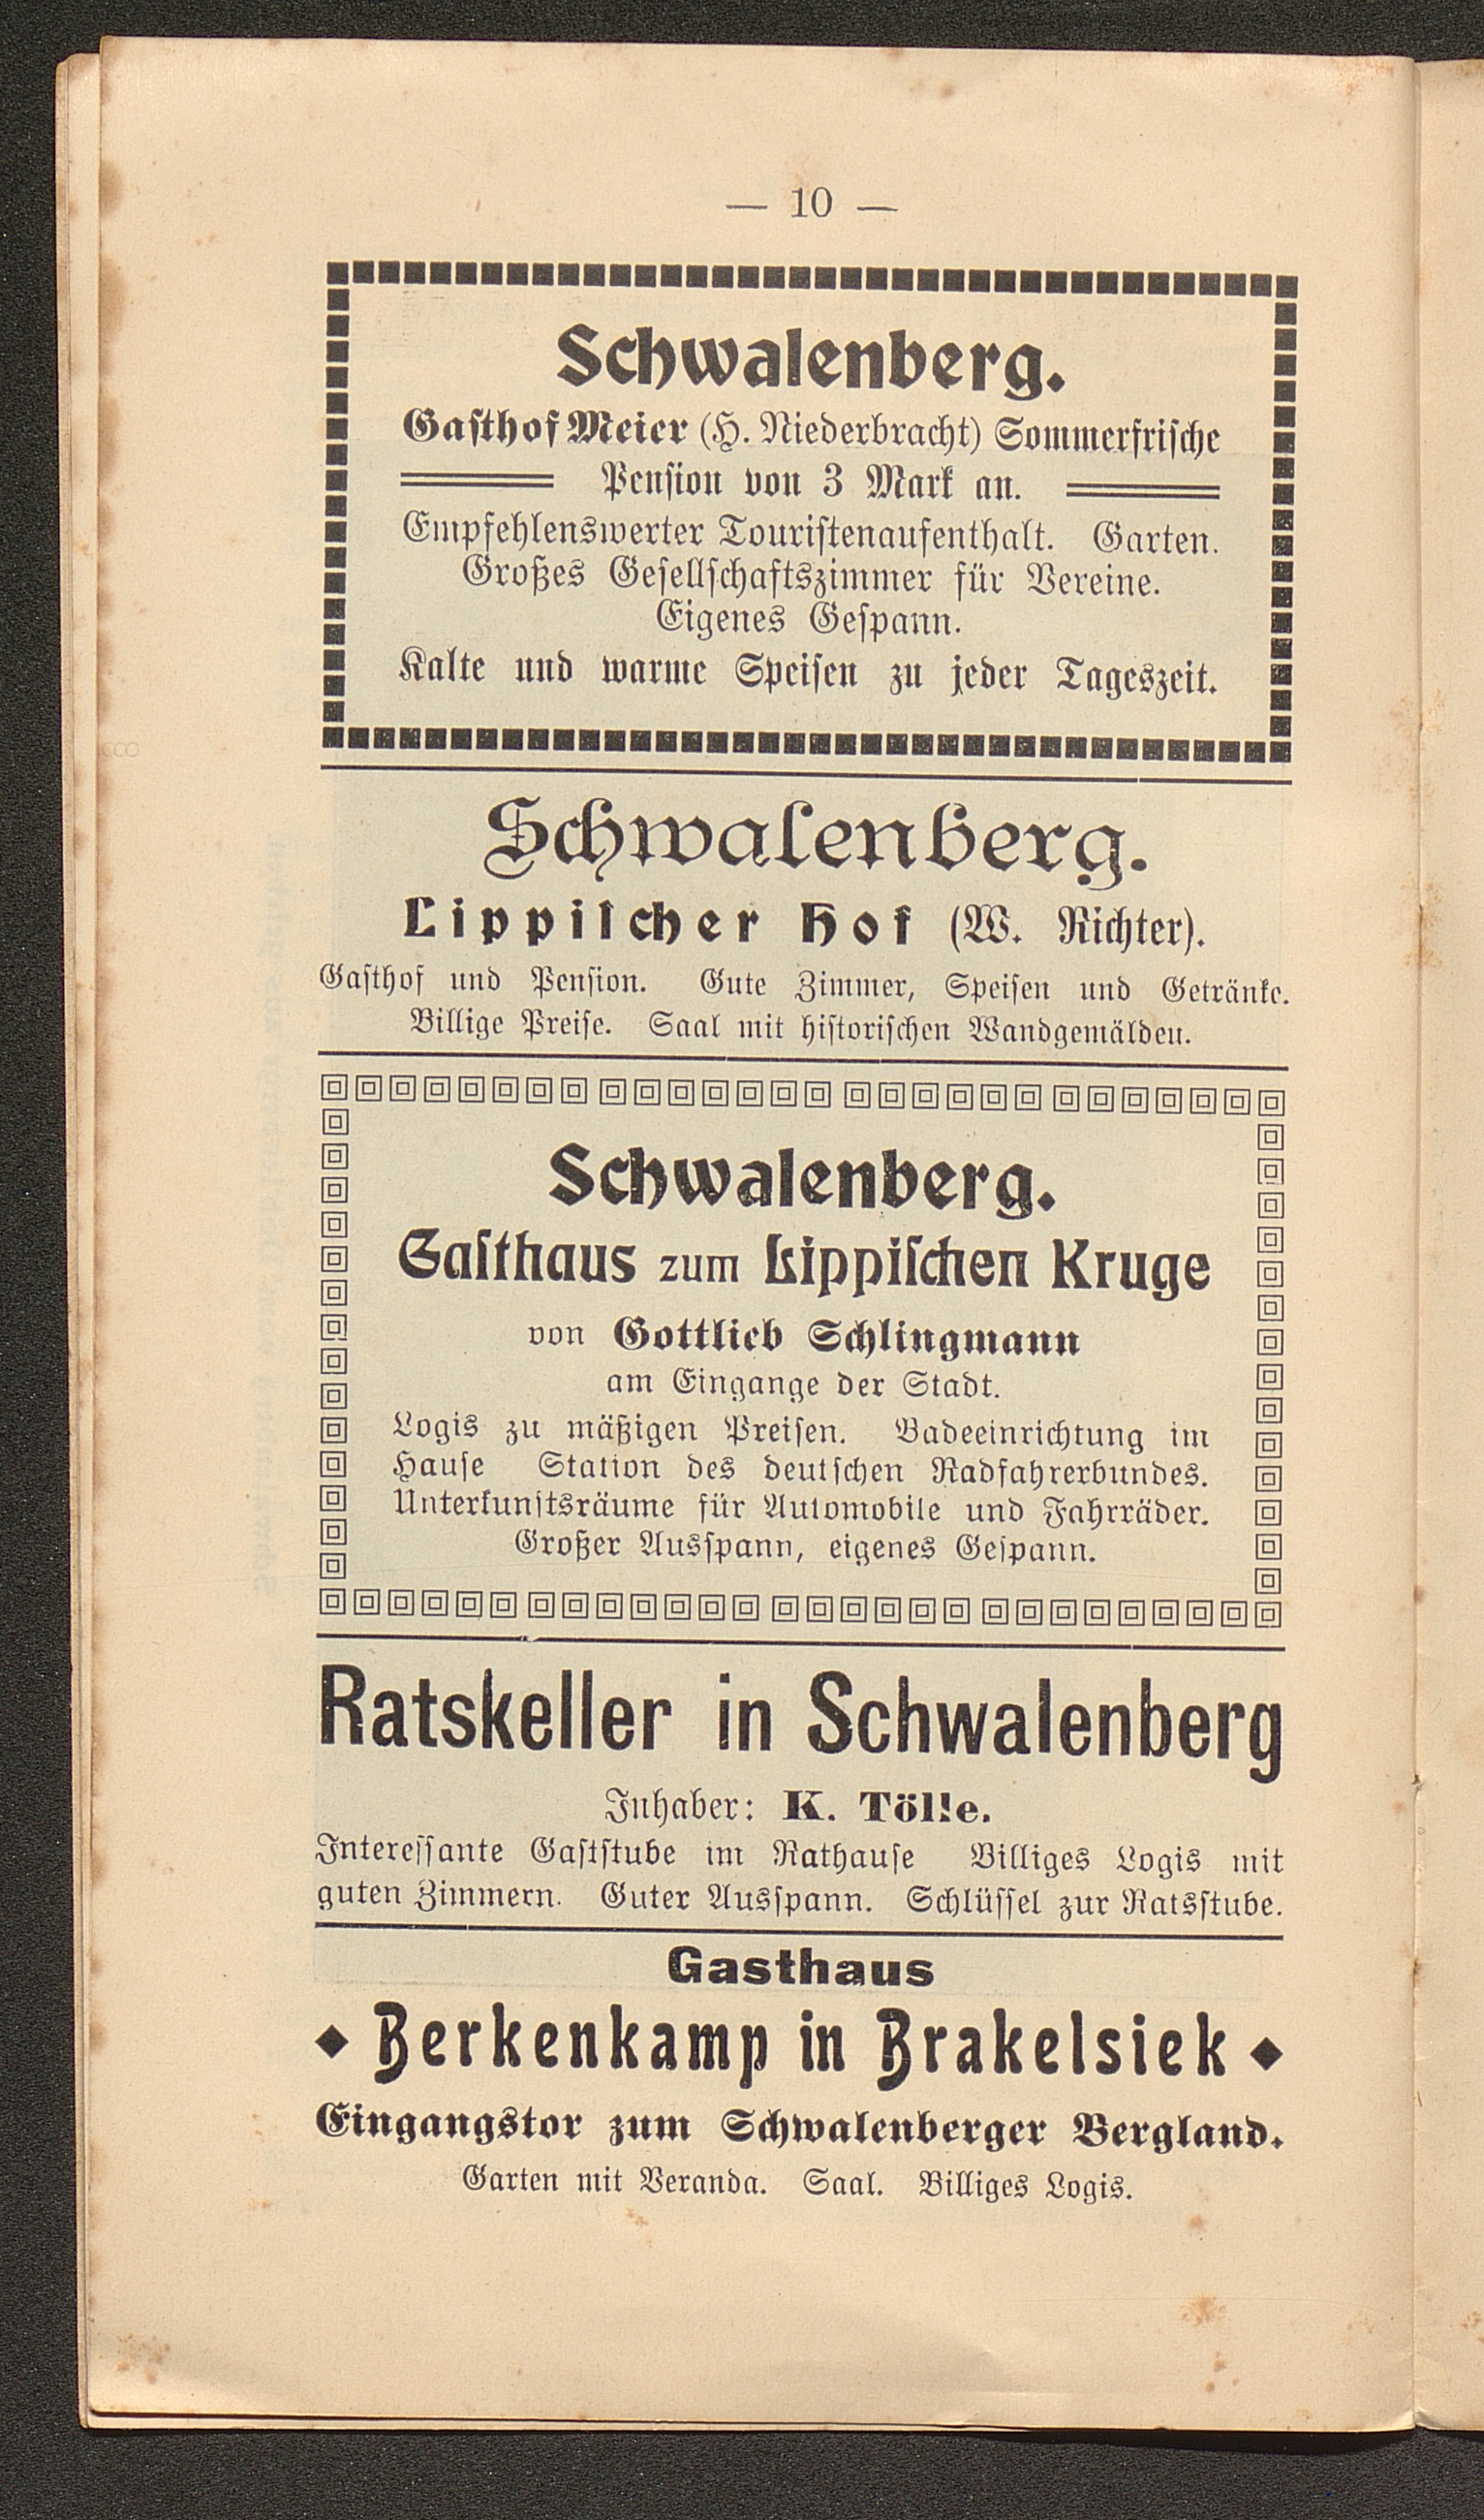 — 10 —
Schwalenberg.
Gasthof Meier (H. Niederbracht) Sommerfrische
Pension von 3 Mark an.
Empfehlenswerter Touristenaufenthalt. Garten.
Großes Gesellschaftszimmer für Vereine.
Eigenes Gespann.
Kalte und warme Speisen zu jeder Tageszeit.
Schwalenberg.
Lippischer Hof (W. Richter).
Gasthof und Pension. Gute Zimmer, Speisen und Getränke.
Billige Preise. Saal mit historischen Wandgemälden.
Schwalenberg.
Gasthaus zum Lippischen Kruge
von Gottlieb Schlingmann
am Eingange der Stadt.
Logis zu mäßigen Preisen. Badeeinrichtung im
Hause Station des deutschen Radfahrerbundes.
Unterkunftsräume für Automobile und Fahrräder.
Großer Ausspann, eigenes Gespann.
Ratskeller in Schwalenberg
Inhaber: K. Tölle.
Interessante Gaststube im Rathause Billiges Logis mit
guten Zimmern. Guter Ausspann. Schlüssel zur Ratsstube.
Gasthaus
Berkenkamp in Brakelsiek
Eingangstor zum Schwalenberger Bergland.
Garten mit Veranda. Saal. Billiges Logis.